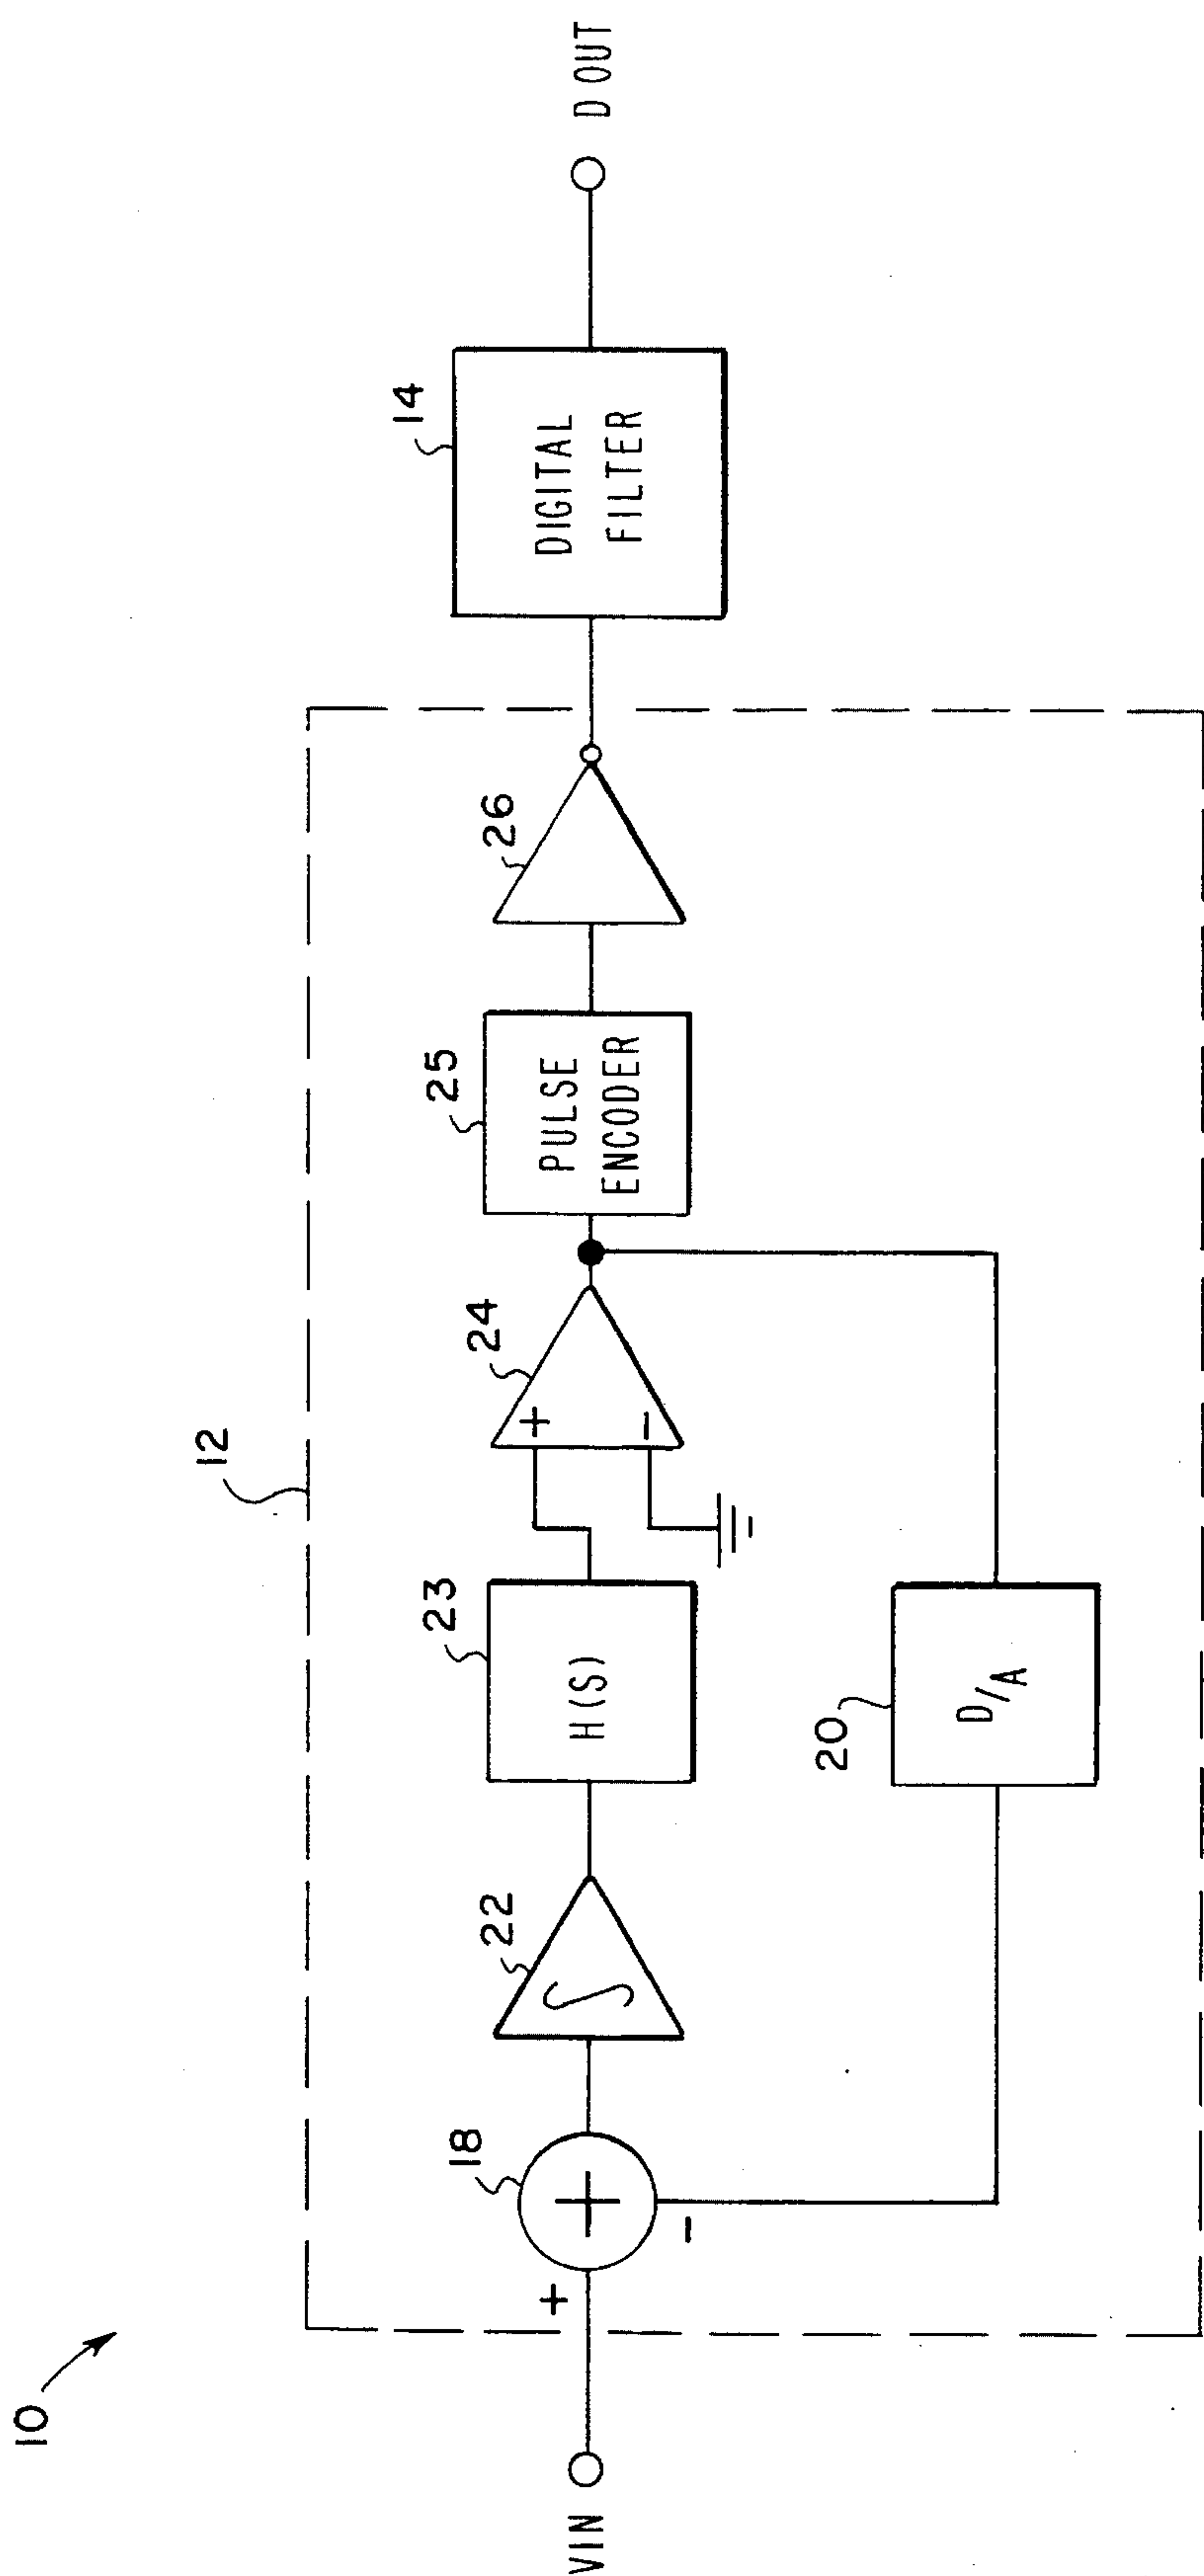 10
12
VIN
+
-
18
22
∫
23
H(S)
24
+
-
25
PULSE
ENCODER
26
14
DIGITAL
FILTER
D OUT
20
D/A